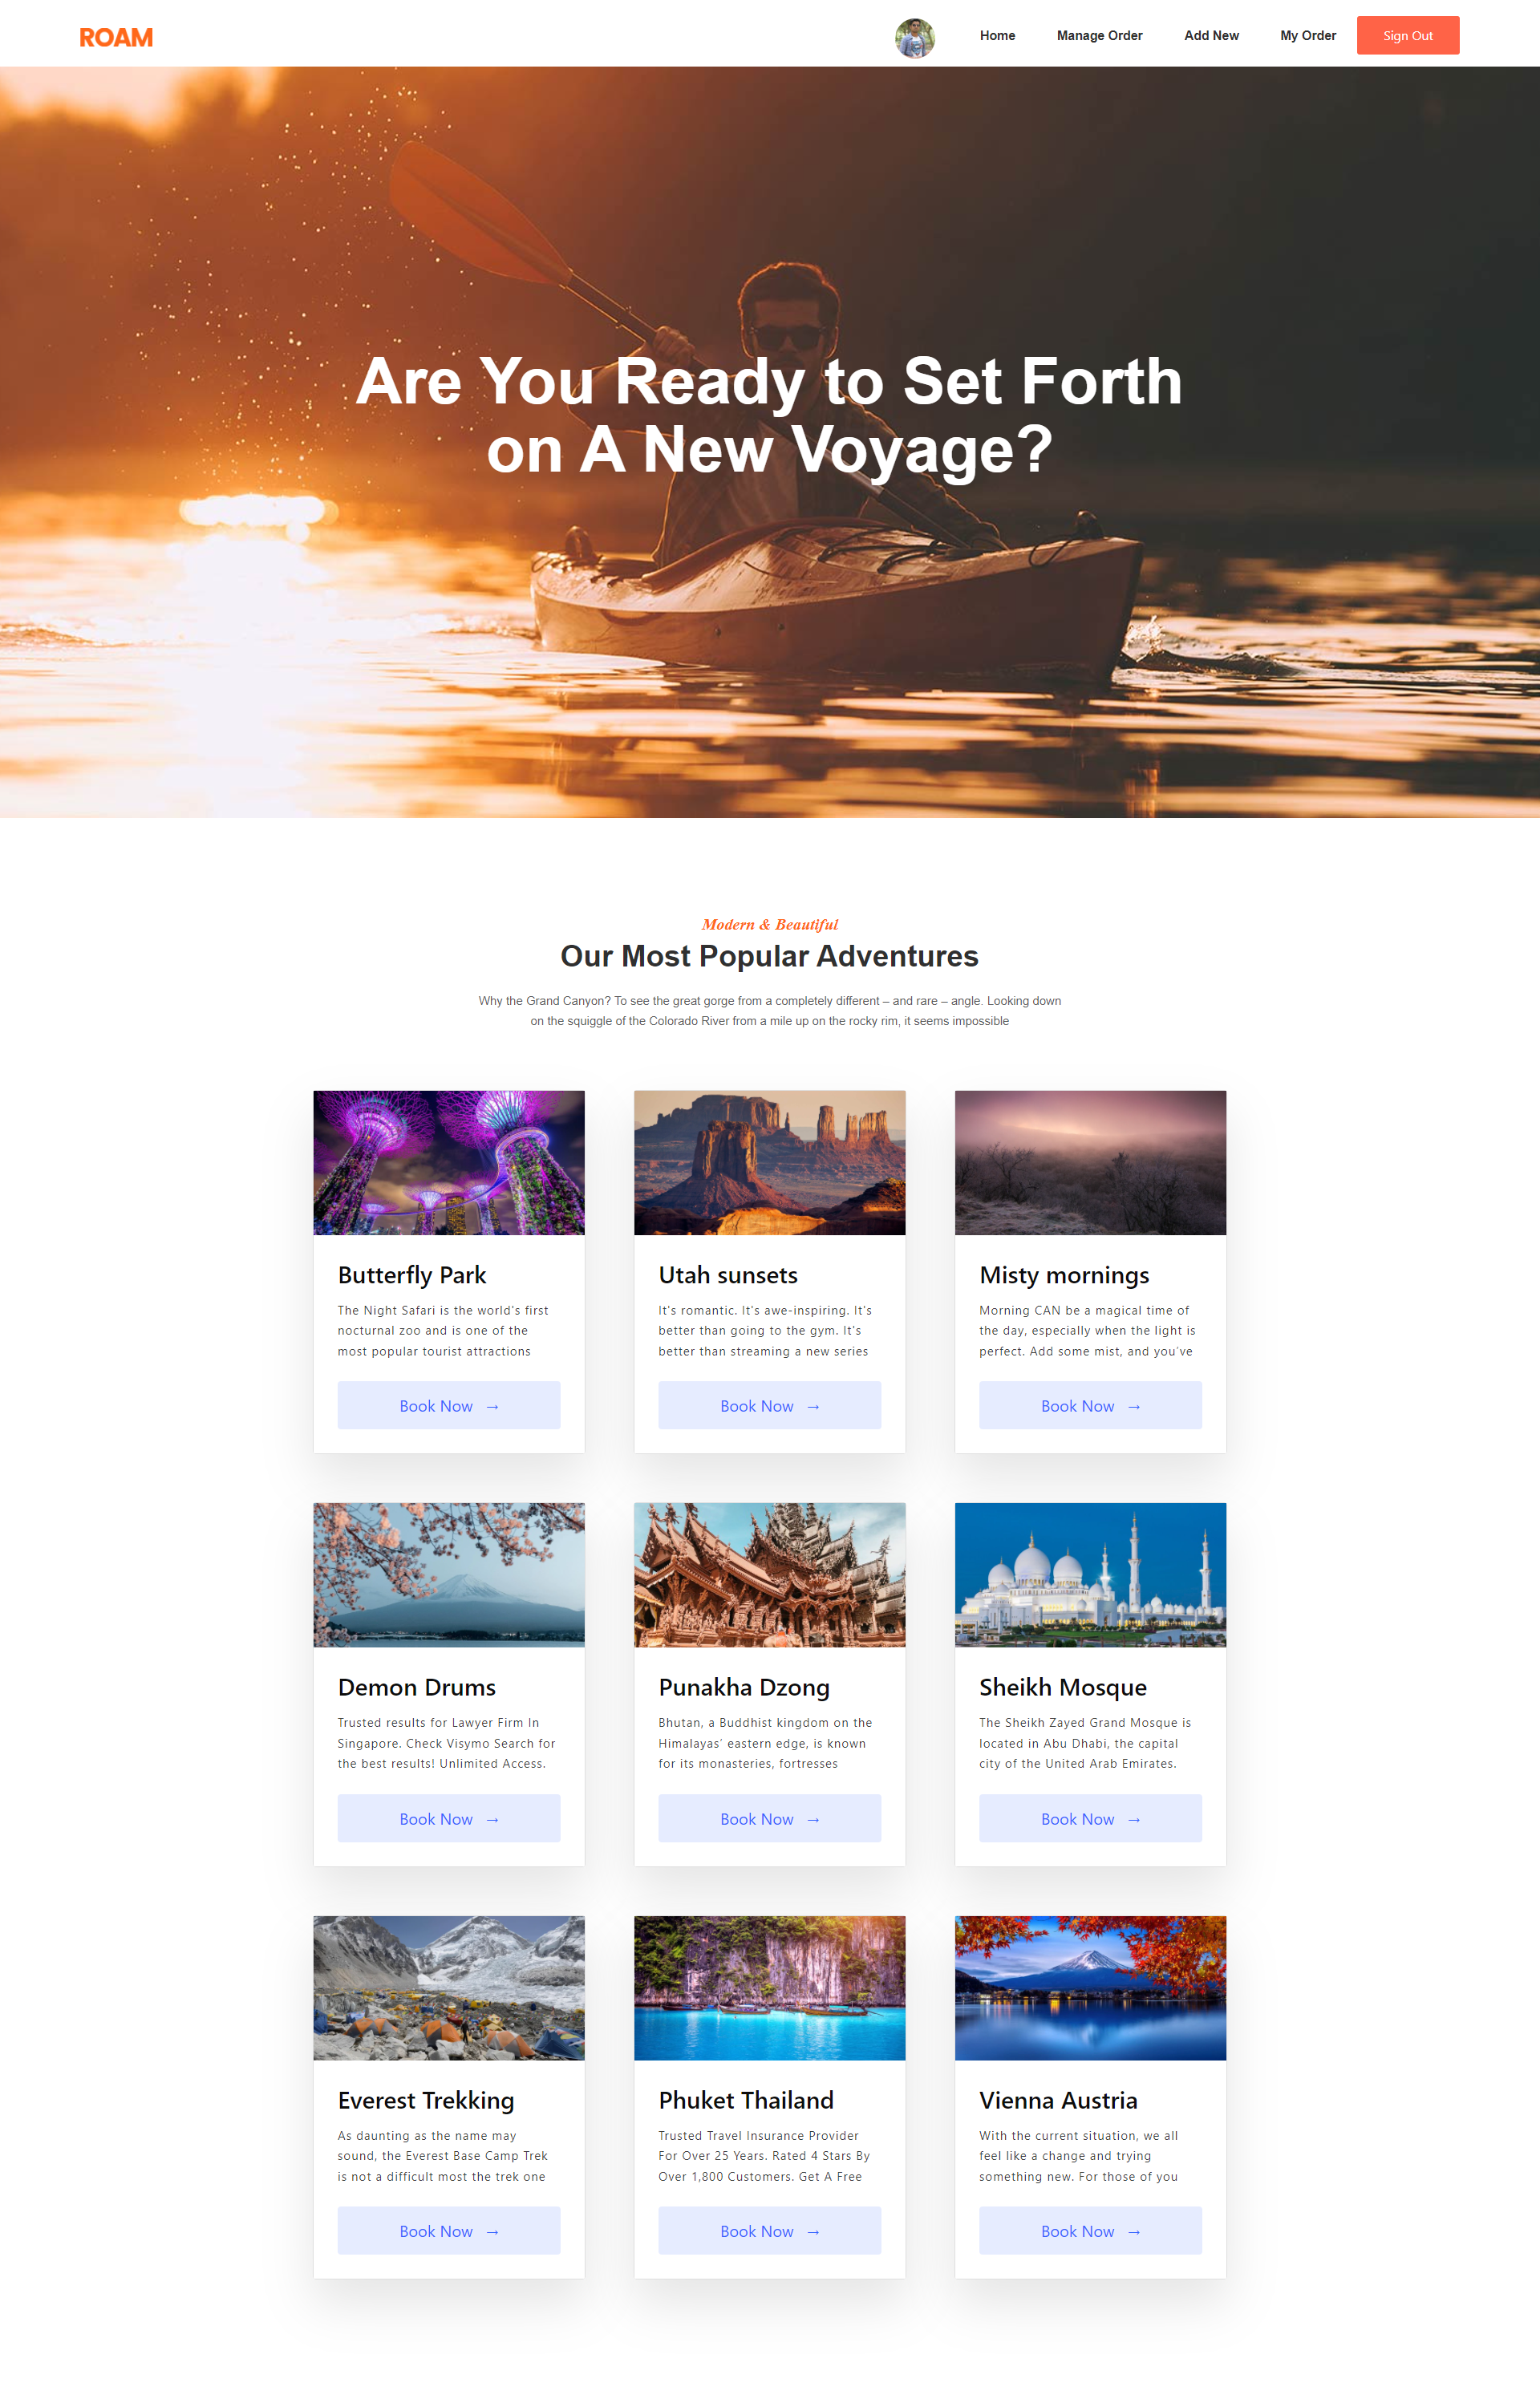 ROAM
Home
Manage Order
Add New
My Order
Sign Out
Are You Ready to Set Forth
on A New Voyage?
Modern & Beautiful
Our Most Popular Adventures
Why the Grand Canyon? To see the great gorge from a completely different – and rare – angle. Looking down
on the squiggle of the Colorado River from a mile up on the rocky rim, it seems impossible
Butterfly Park
The Night Safari is the world's first
nocturnal zoo and is one of the
most popular tourist attractions
Book Now →
Utah sunsets
It's romantic. It's awe-inspiring. It's
better than going to the gym. It's
better than streaming a new series
Book Now →
Misty mornings
Morning CAN be a magical time of
the day, especially when the light is
perfect. Add some mist, and you've
Book Now →
Demon Drums
Trusted results for Lawyer Firm In
Singapore. Check Visymo Search for
the best results! Unlimited Access.
Book Now →
Punakha Dzong
Bhutan, a Buddhist kingdom on the
Himalayas' eastern edge, is known
for its monasteries, fortresses
Book Now →
Sheikh Mosque
The Sheikh Zayed Grand Mosque is
located in Abu Dhabi, the capital
city of the United Arab Emirates.
Book Now →
Everest Trekking
As daunting as the name may
sound, the Everest Base Camp Trek
is not a difficult most the trek one
Book Now →
Phuket Thailand
Trusted Travel Insurance Provider
For Over 25 Years. Rated 4 Stars By
Over 1,800 Customers. Get A Free
Book Now →
Vienna Austria
With the current situation, we all
feel like a change and trying
something new. For those of you
Book Now →